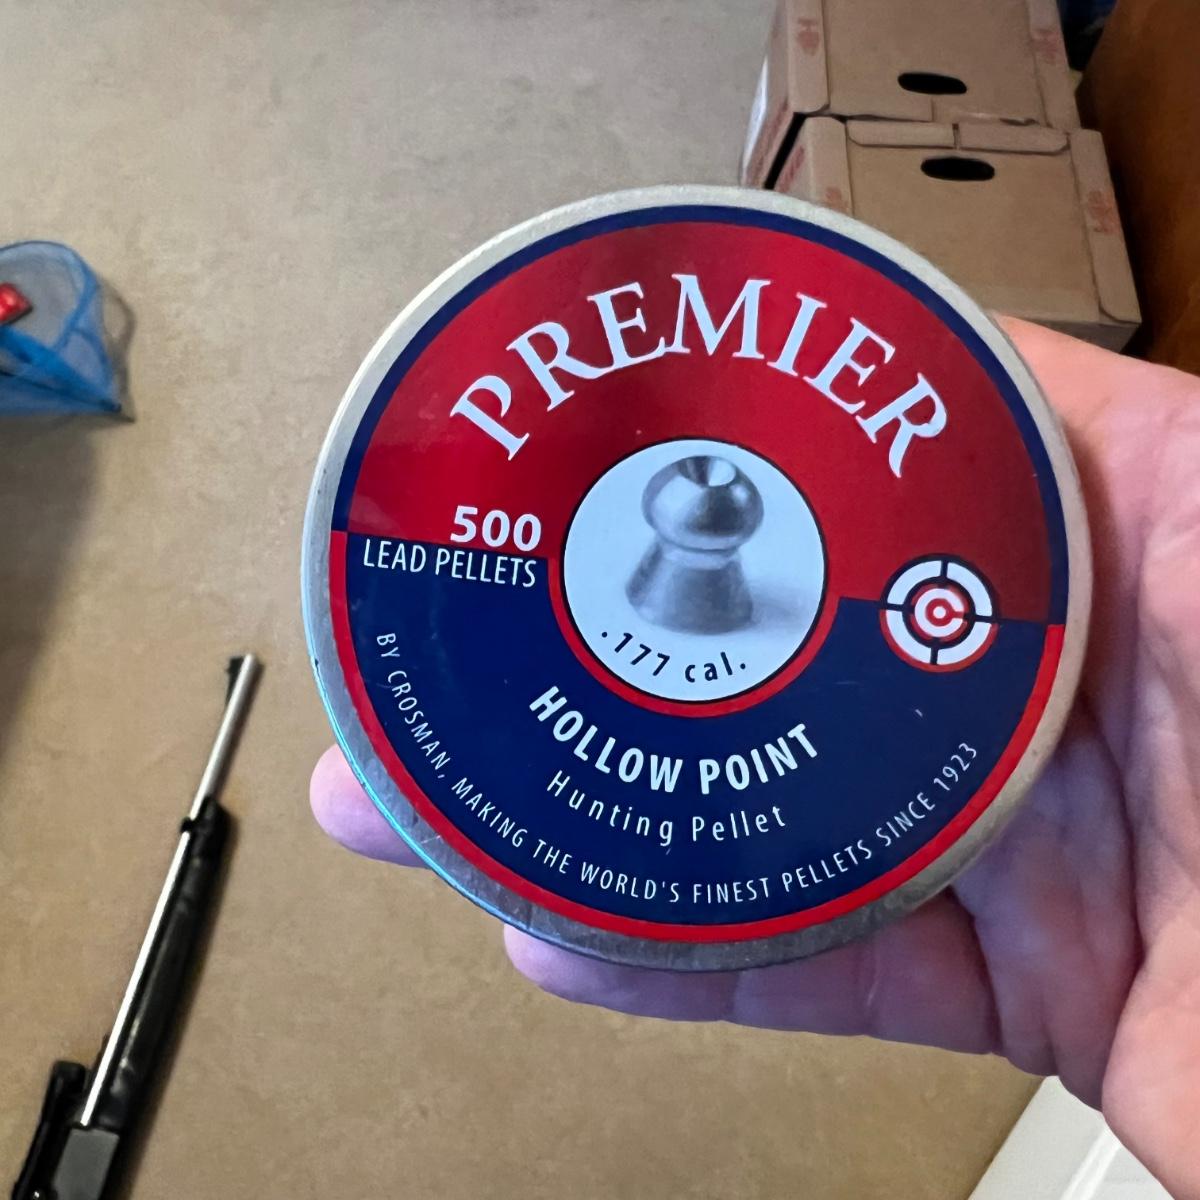 PREMIER
500
LEAD PELLETS
.177 cal.
HOLLOW POINT
Hunting Pellet
BY CROSMAN, MAKING THE WORLD'S FINEST PELLETS SINCE 1923